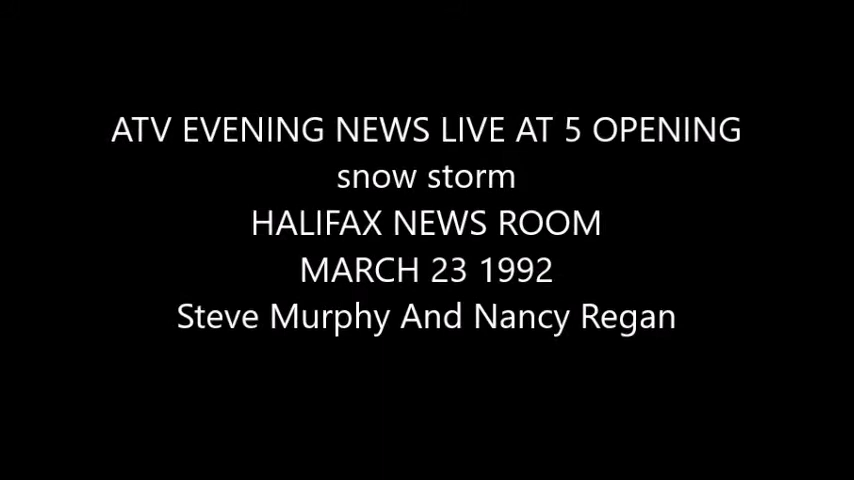 ATV EVENING NEWS LIVE AT 5 OPENING
snow storm
HALIFAX NEWS ROOM
MARCH 23 1992
Steve Murphy And Nancy Regan